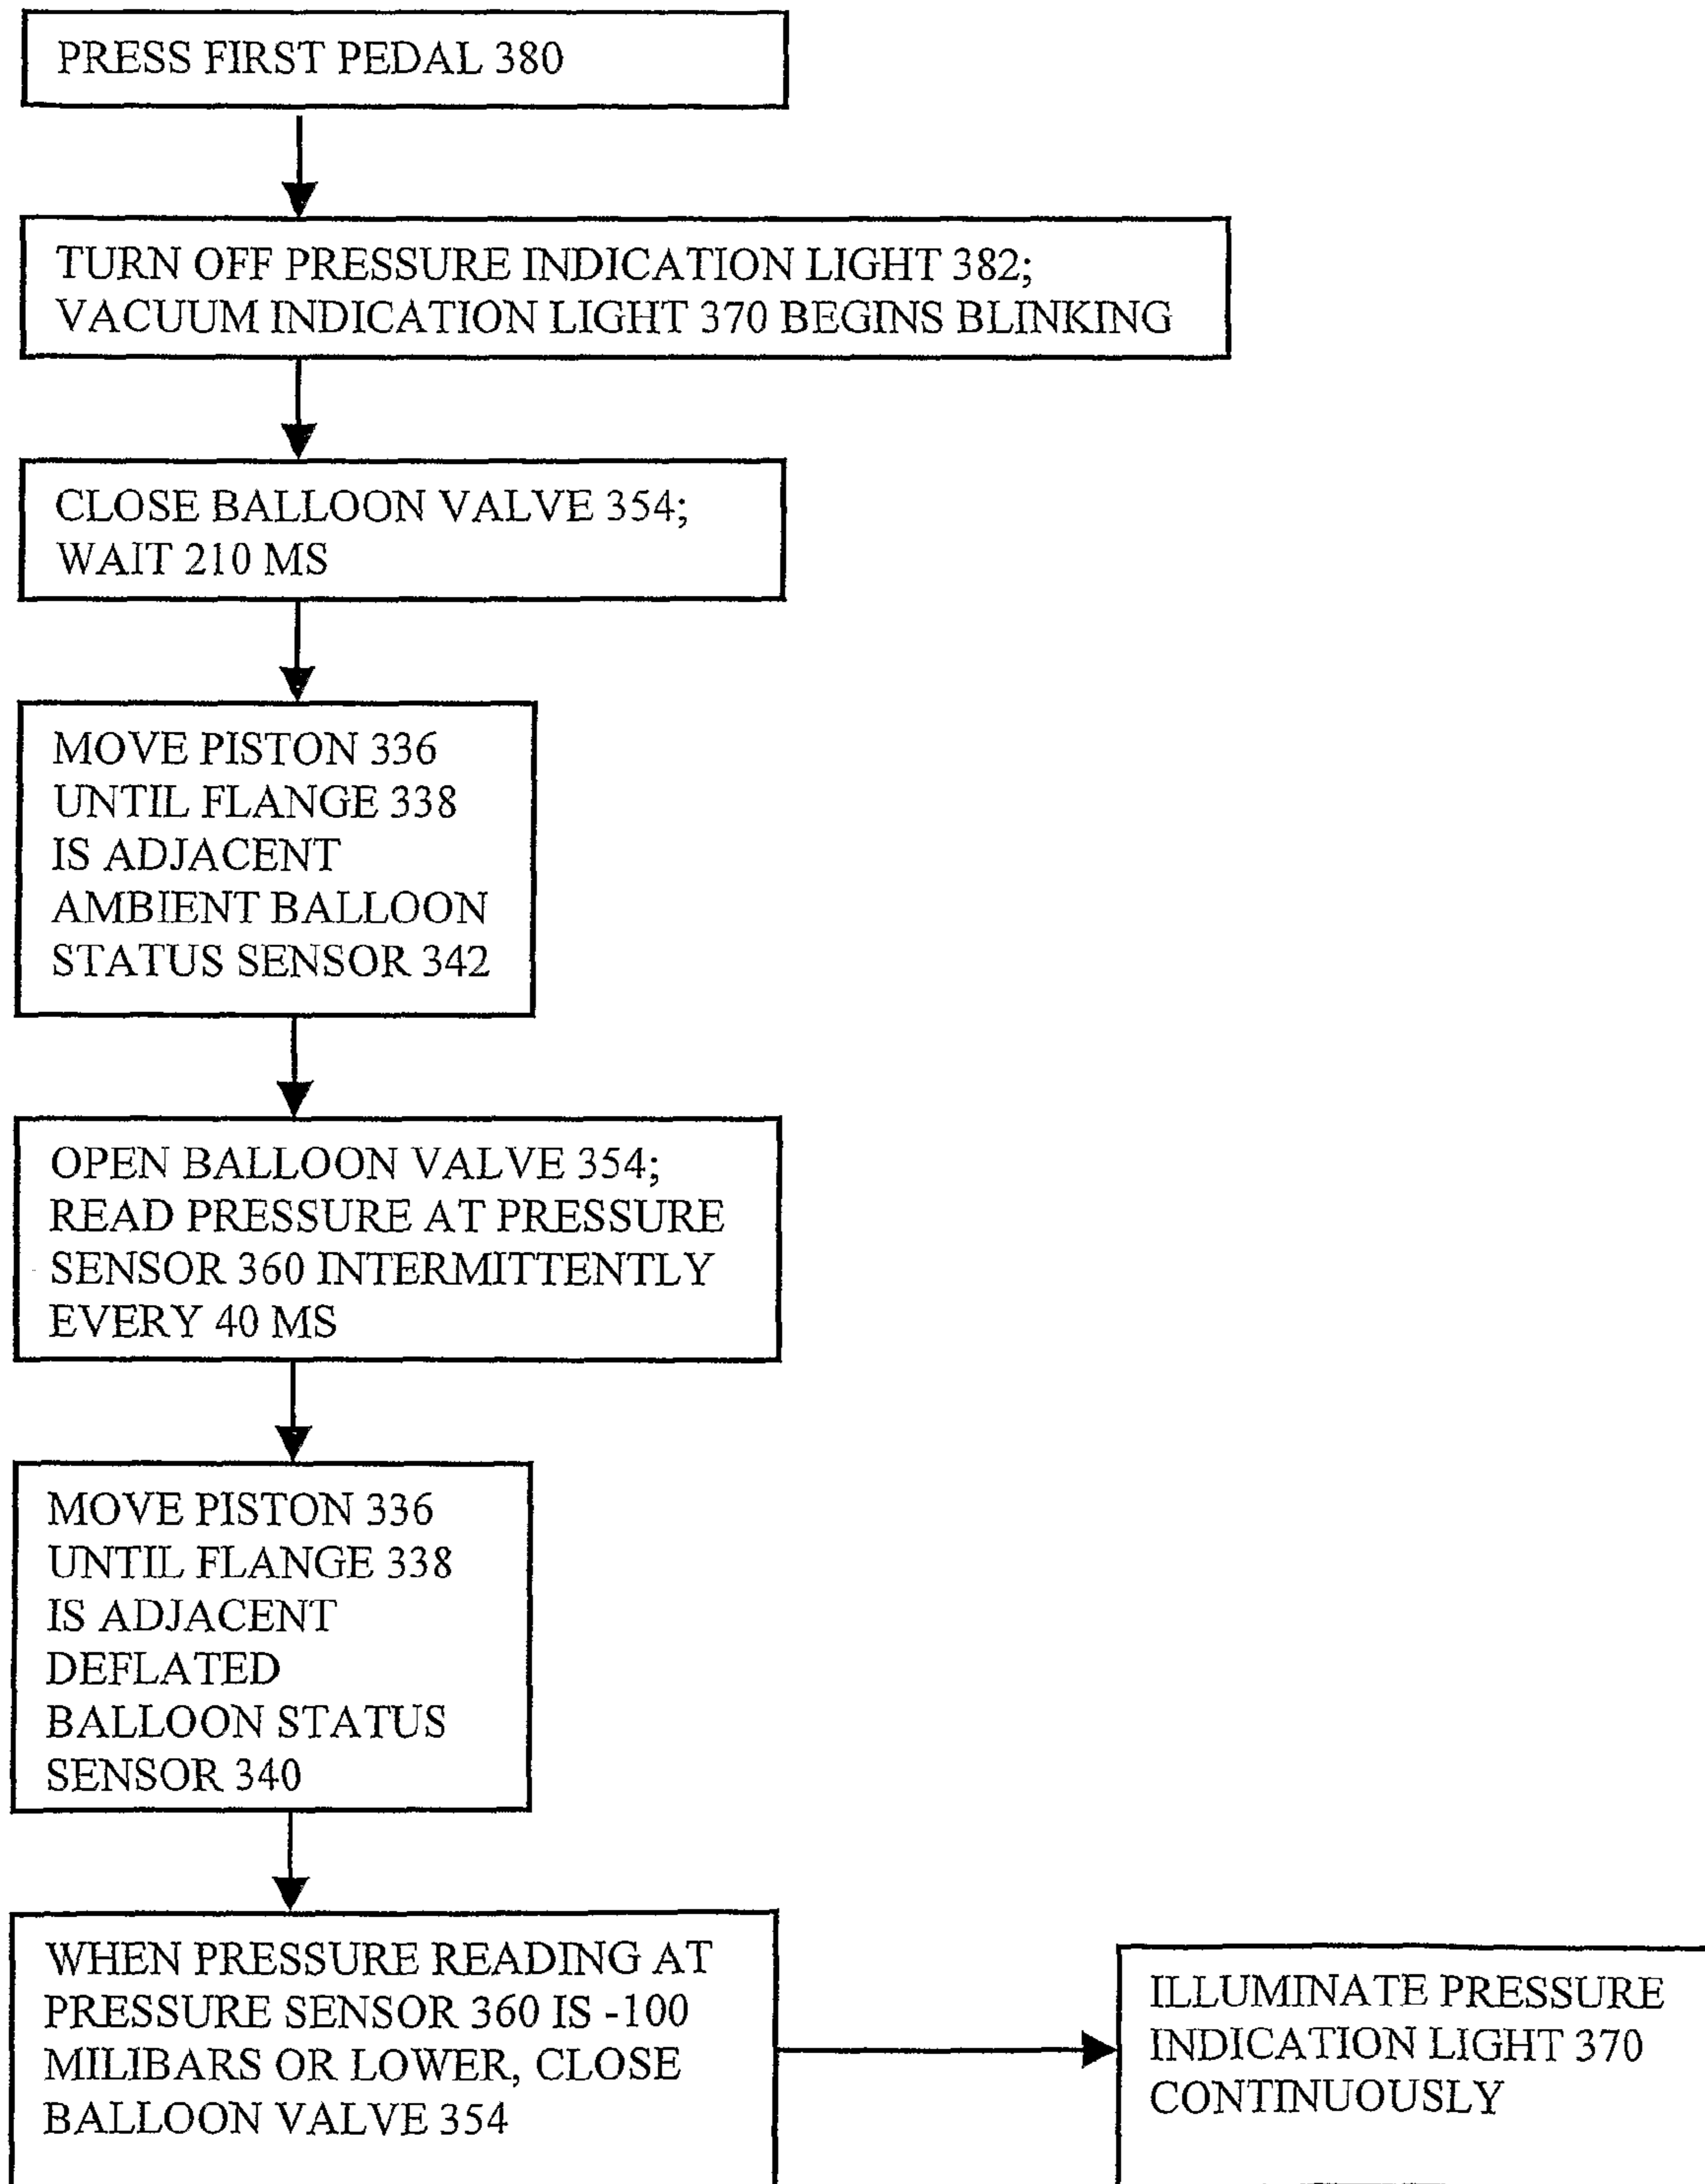 PRESS FIRST PEDAL 380
TURN OFF PRESSURE INDICATION LIGHT 382;
VACUUM INDICATION LIGHT 370 BEGINS BLINKING
CLOSE BALLOON VALVE 354;
WAIT 210 MS
MOVE PISTON 336
UNTIL FLANGE 338
IS ADJACENT
AMBIENT BALLOON
STATUS SENSOR 342
OPEN BALLOON VALVE 354;
READ PRESSURE AT PRESSURE
SENSOR 360 INTERMITTENTLY
EVERY 40 MS
MOVE PISTON 336
UNTIL FLANGE 338
IS ADJACENT
DEFLATED
BALLOON STATUS
SENSOR 340
WHEN PRESSURE READING AT
PRESSURE SENSOR 360 IS -100
MILIBARS OR LOWER, CLOSE
BALLOON VALVE 354
ILLUMINATE PRESSURE
INDICATION LIGHT 370
CONTINUOUSLY